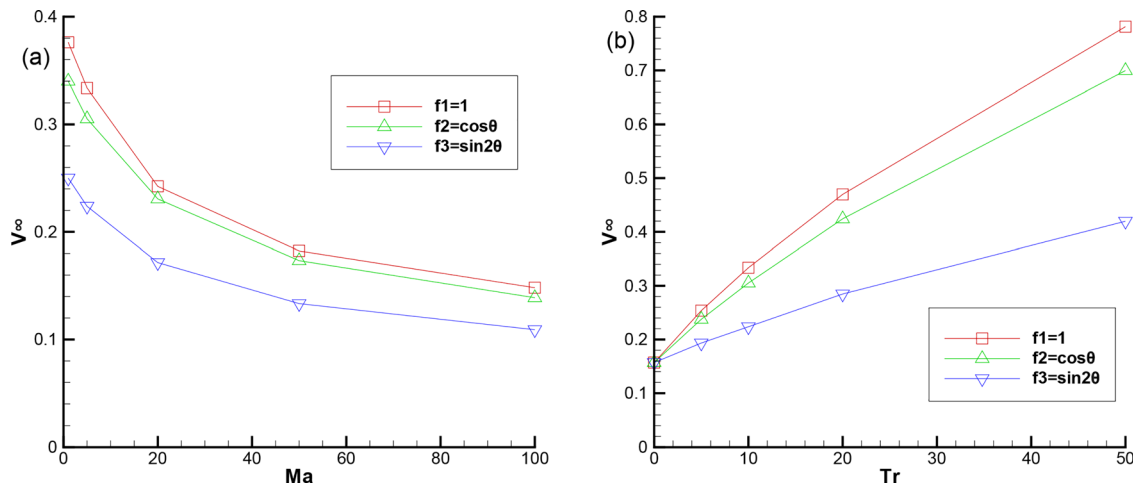 (a)
0.4
0.3
0.2
0.1
0
V∞
f1=1
f2=cosθ
f3=sin2θ
0 20 40 60 80 100
Ma
(b)
0.8
0.7
0.6
0.5
0.4
0.3
0.2
0.1
0
V∞
f1=1
f2=cosθ
f3=sin2θ
0 10 20 30 40 50
Tr